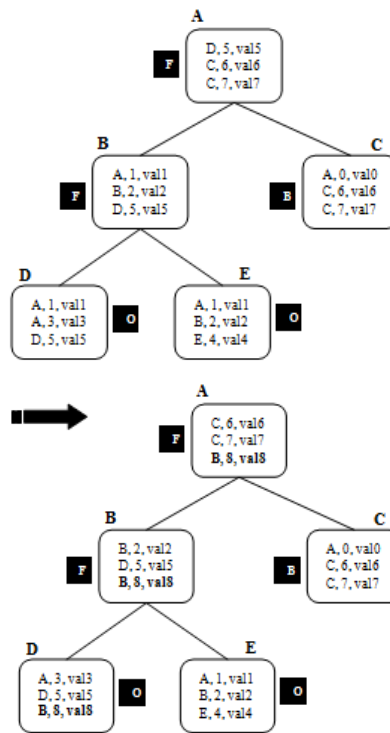 A
F
D, 5, val5
C, 6, val6
C, 7, val7
B
C
F
A, 1, val1
B, 2, val2
D, 5, val5
B
A, 0, val0
C, 6, val6
C, 7, val7
D
E
A, 1, val1
A, 3, val3
D, 5, val5
O
A, 1, val1
B, 2, val2
E, 4, val4
O
A
F
C, 6, val6
C, 7, val7
B, 8, val8
B
C
F
B, 2, val2
D, 5, val5
B, 8, val8
B
A, 0, val0
C, 6, val6
C, 7, val7
D
E
A, 3, val3
D, 5, val5
B, 8, val8
O
A, 1, val1
B, 2, val2
E, 4, val4
O